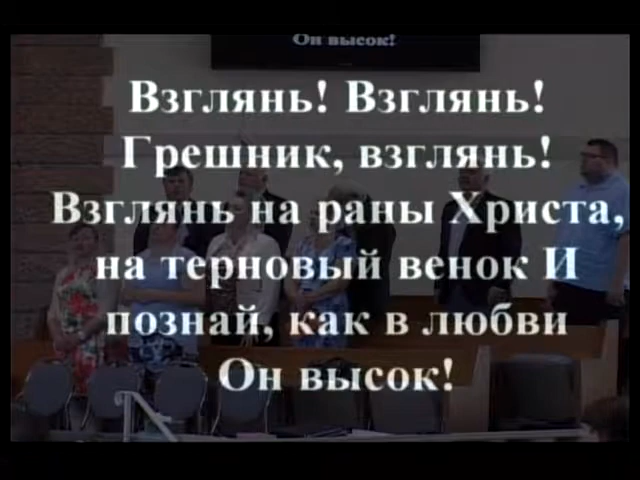 Он высок!
Взглянь! Взглянь!
Грешник, взглянь!
Взглянь на раны Христа,
на терновый венок И
познай, как в любви
Он высок!